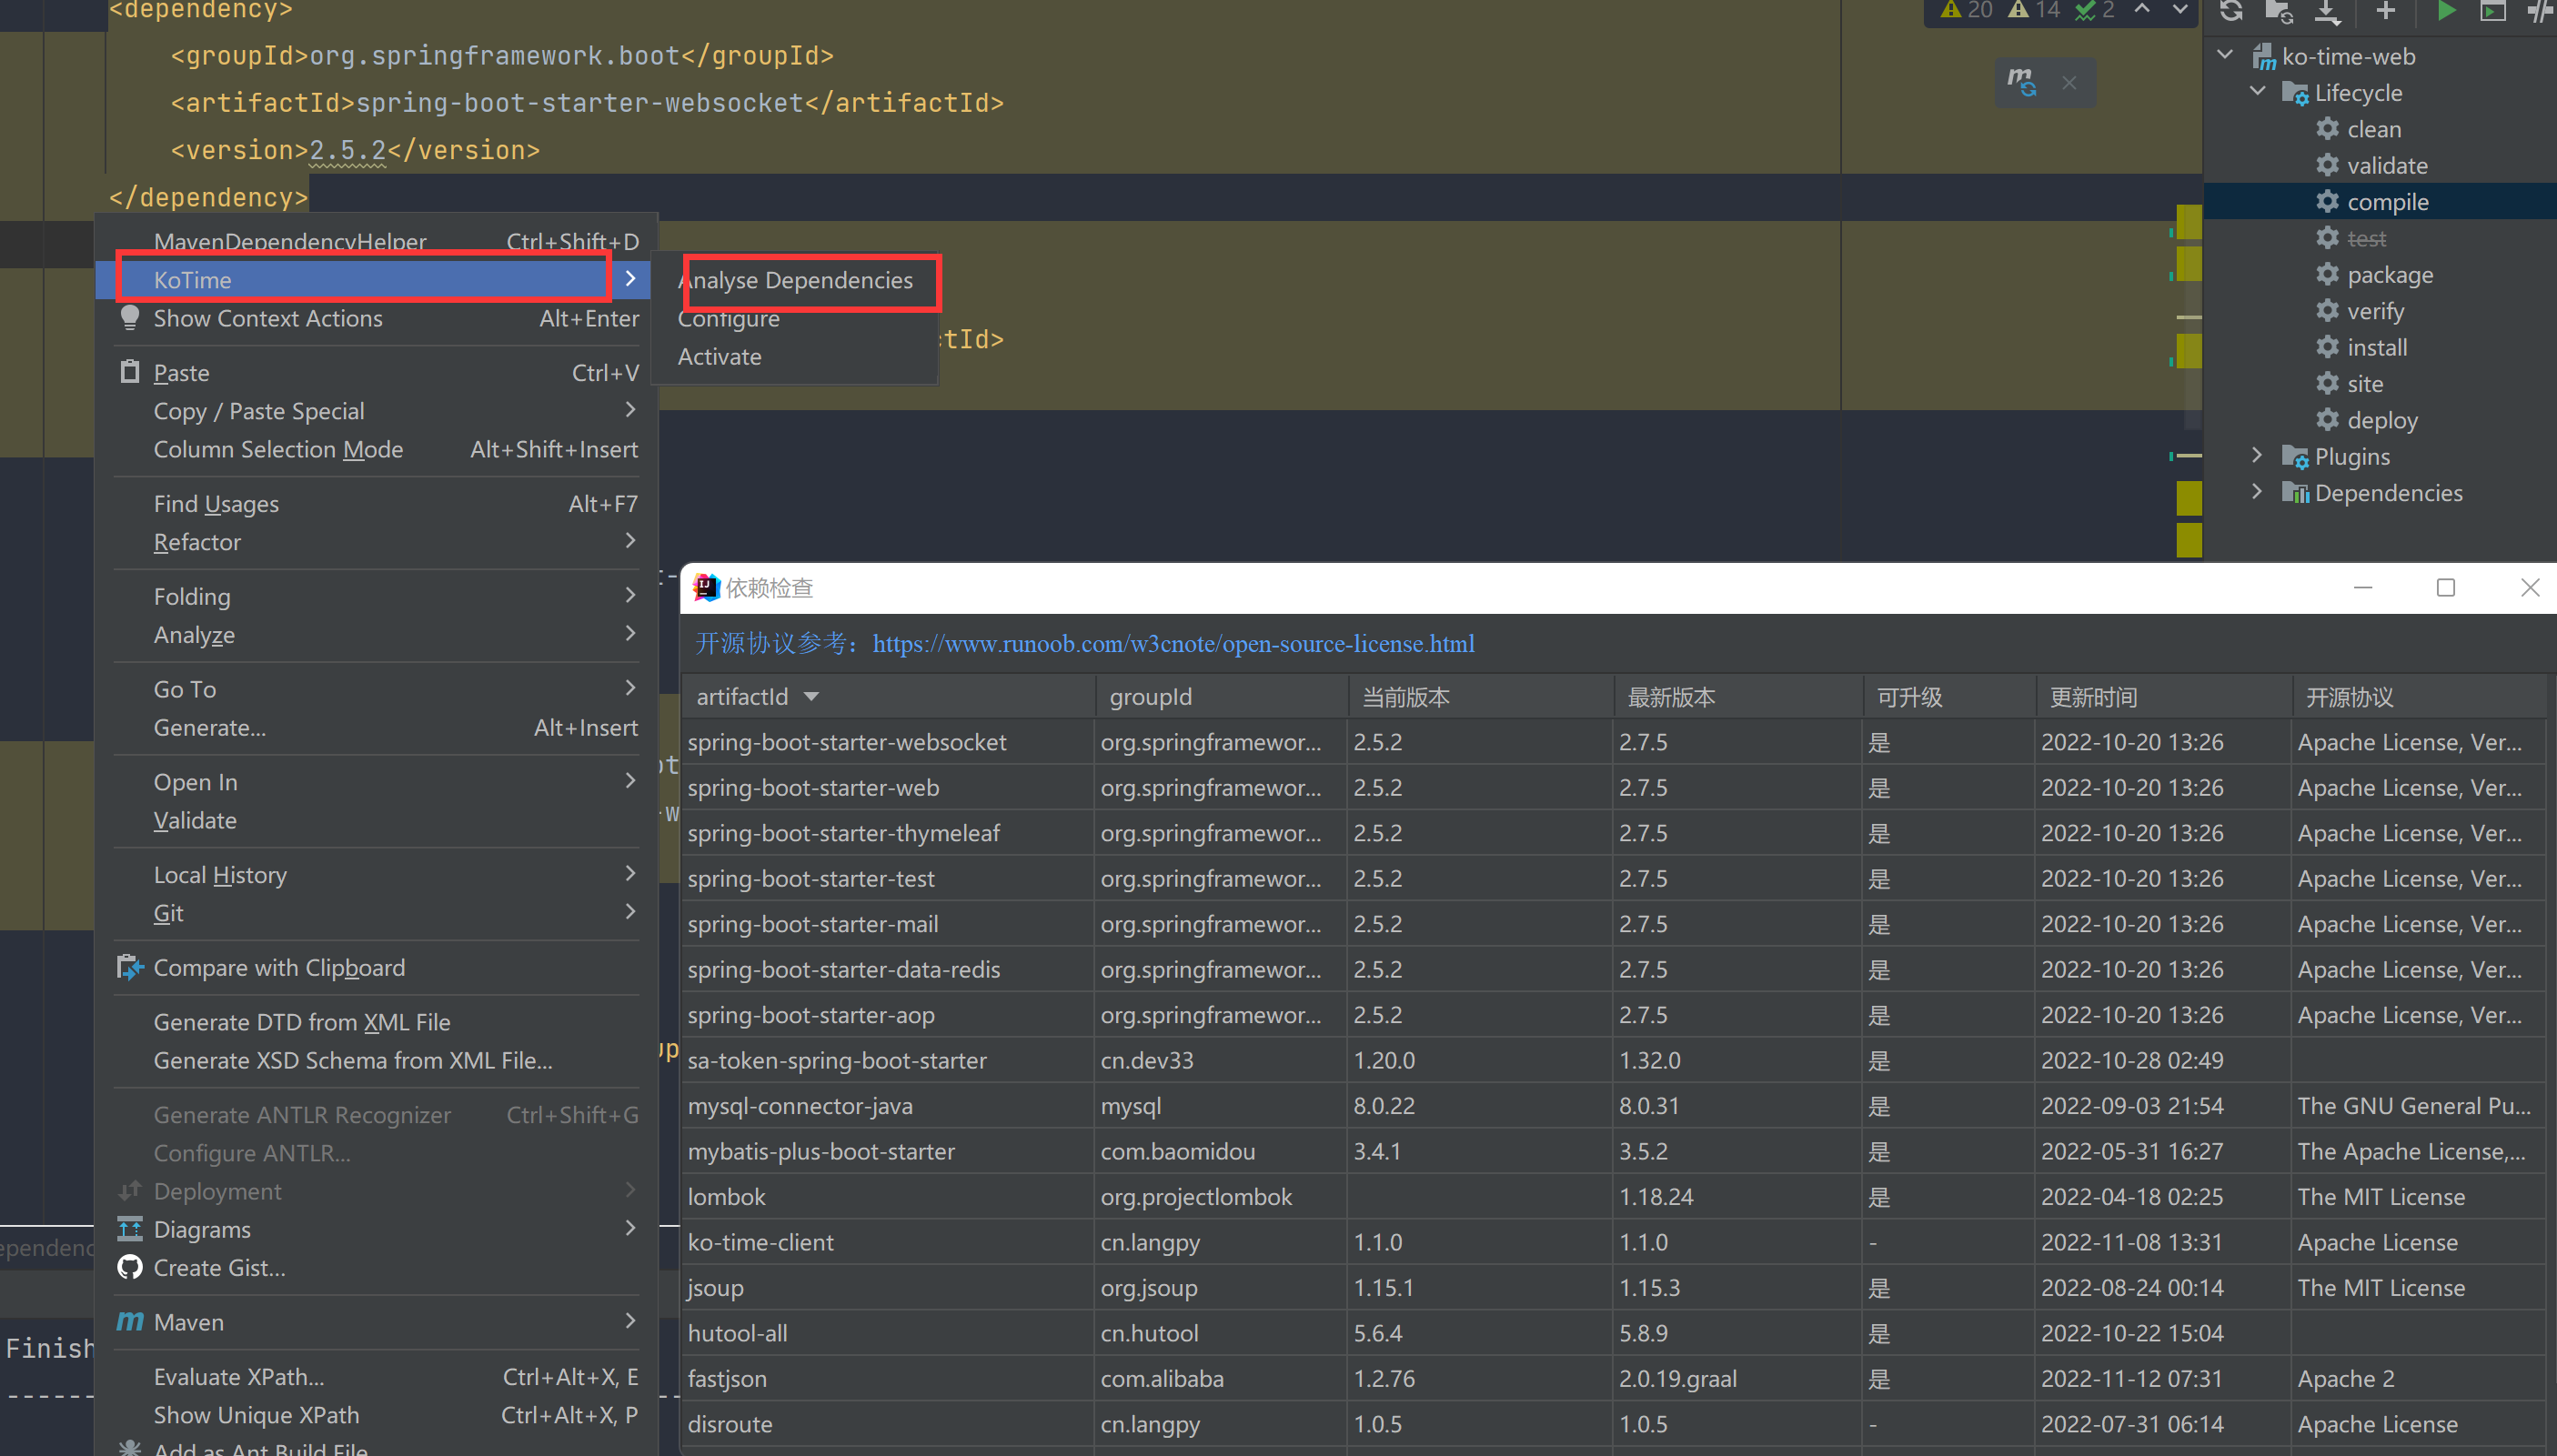 <dependency>
<groupId>org.springframework.boot</groupId>
<artifactId>spring-boot-starter-websocket</artifactId>
<version>2.5.2</version>
</dependency>
20 14 2
MavenDependencyHelper Ctrl+Shift+D
KoTime
Show Context Actions Alt+Enter
Paste Ctrl+V
Copy / Paste Special
Column Selection Mode Alt+Shift+Insert
Find Usages Alt+F7
Refactor
Folding
Analyze
Go To
Generate... Alt+Insert
Open In
Validate
Local History
Git
Compare with Clipboard
Generate DTD from XML File
Generate XSD Schema from XML File...
Generate ANTLR Recognizer Ctrl+Shift+G
Configure ANTLR...
Deployment
Diagrams
Create Gist...
Maven
Evaluate XPath... Ctrl+Alt+X, E
Show Unique XPath Ctrl+Alt+X, P
Add as Ant Build File
Analyse Dependencies
Configure
Activate
ctId>
ependenc
Finish
ko-time-web
Lifecycle
clean
validate
compile
test
package
verify
install
site
deploy
Plugins
Dependencies
依赖检查
开源协议参考：https://www.runoob.com/w3cnote/open-source-license.html
artifactId groupId 当前版本 最新版本 可升级 更新时间 开源协议
spring-boot-starter-websocket org.springframewor... 2.5.2 2.7.5 是 2022-10-20 13:26 Apache License, Ver...
spring-boot-starter-web org.springframewor... 2.5.2 2.7.5 是 2022-10-20 13:26 Apache License, Ver...
spring-boot-starter-thymeleaf org.springframewor... 2.5.2 2.7.5 是 2022-10-20 13:26 Apache License, Ver...
spring-boot-starter-test org.springframewor... 2.5.2 2.7.5 是 2022-10-20 13:26 Apache License, Ver...
spring-boot-starter-mail org.springframewor... 2.5.2 2.7.5 是 2022-10-20 13:26 Apache License, Ver...
spring-boot-starter-data-redis org.springframewor... 2.5.2 2.7.5 是 2022-10-20 13:26 Apache License, Ver...
spring-boot-starter-aop org.springframewor... 2.5.2 2.7.5 是 2022-10-20 13:26 Apache License, Ver...
sa-token-spring-boot-starter cn.dev33 1.20.0 1.32.0 是 2022-10-28 02:49
mysql-connector-java mysql 8.0.22 8.0.31 是 2022-09-03 21:54 The GNU General Pu...
mybatis-plus-boot-starter com.baomidou 3.4.1 3.5.2 是 2022-05-31 16:27 The Apache License,...
lombok org.projectlombok 1.18.24 是 2022-04-18 02:25 The MIT License
ko-time-client cn.langpy 1.1.0 1.1.0 - 2022-11-08 13:31 Apache License
jsoup org.jsoup 1.15.1 1.15.3 是 2022-08-24 00:14 The MIT License
hutool-all cn.hutool 5.6.4 5.8.9 是 2022-10-22 15:04
fastjson com.alibaba 1.2.76 2.0.19.graal 是 2022-11-12 07:31 Apache 2
disroute cn.langpy 1.0.5 1.0.5 - 2022-07-31 06:14 Apache License